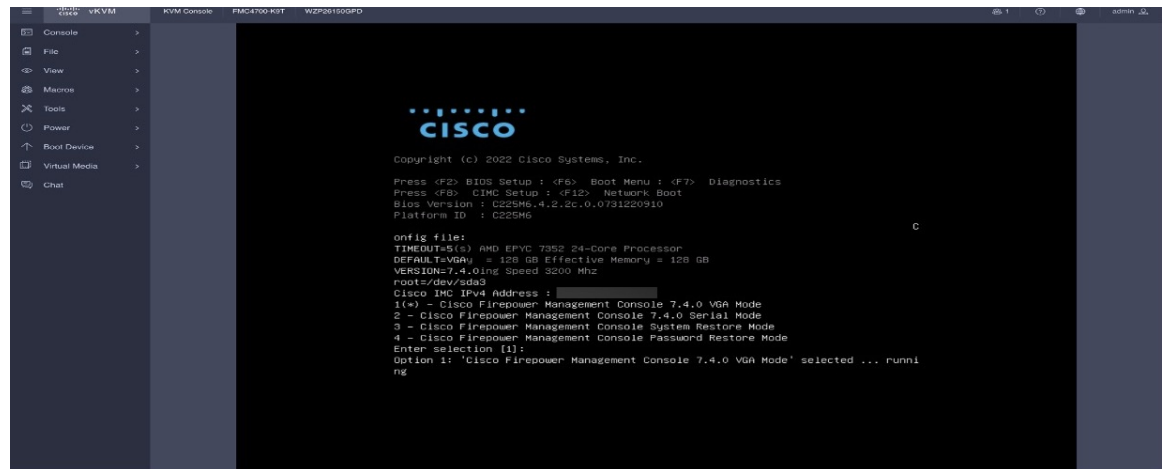 cisco vKVM
KVM Console
FMC4700-K9T
WZP26150GPD
1
admin
Console
File
View
Macros
Tools
Power
Boot Device
Virtual Media
Chat
CISCO
Copyright (c) 2022 Cisco Systems, Inc.
Press <F2> BIOS Setup : <F6> Boot Menu : <F7> Diagnostics
Press <F8> CIMC Setup : <F12> Network Boot
Bios Version : C225M6.4.2.2c.0.0731220910
Platform ID : C225M6
C
onfig file:
TIMEOUT=5(s) AMD EPYC 7352 24-Core Processor
DEFAULT=VGAy = 128 GB Effective Memory = 128 GB
VERSION=7.4.0ing Speed 3200 Mhz
root=/dev/sda3
Cisco IMC IPv4 Address :
1(*) - Cisco Firepower Management Console 7.4.0 VGA Mode
2 - Cisco Firepower Management Console 7.4.0 Serial Mode
3 - Cisco Firepower Management Console System Restore Mode
4 - Cisco Firepower Management Console Password Restore Mode
Enter selection [1]:
Option 1: 'Cisco Firepower Management Console 7.4.0 VGA Mode' selected ... runni
ng